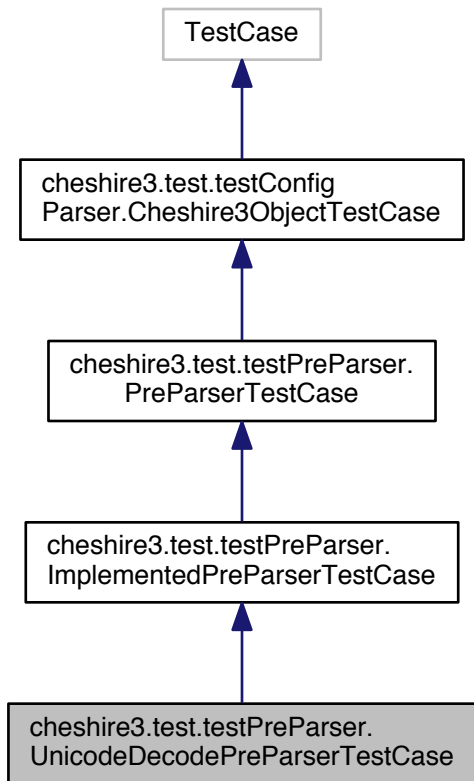 TestCase
cheshire3.test.testConfig
Parser.Cheshire3ObjectTestCase
cheshire3.test.testPreParser.
PreParserTestCase
cheshire3.test.testPreParser.
ImplementedPreParserTestCase
cheshire3.test.testPreParser.
UnicodeDecodePreParserTestCase